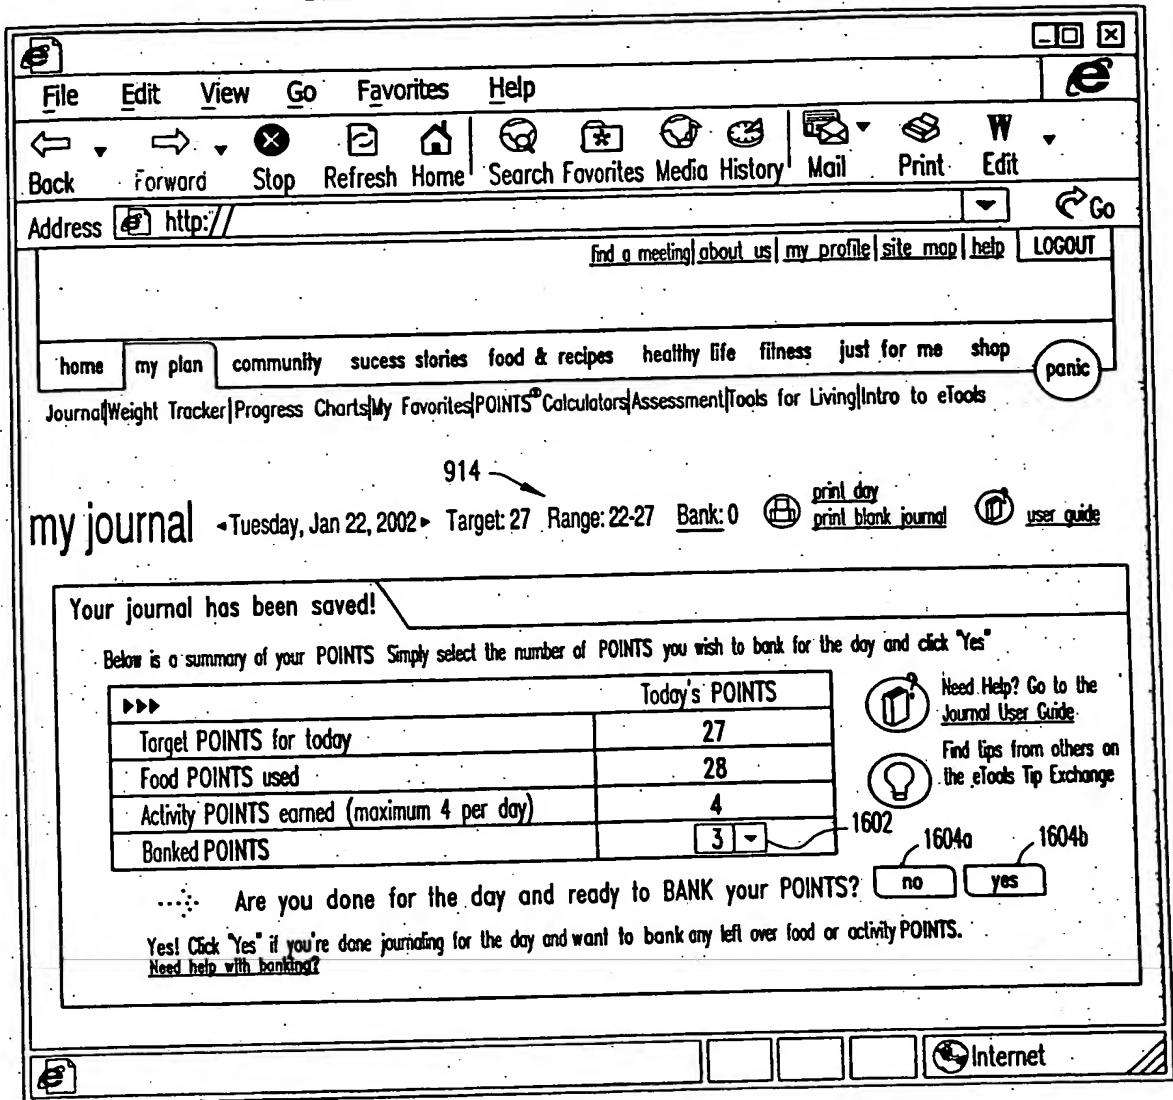 File Edit View Go Favorites Help
Back Forward Stop Refresh Home Search Favorites Media History Mail Print Edit
Address http:// Go
find a meeting|about us|my profile|site map|help LOGOUT
home my plan community sucess stories food & recipes healthy life fitness just for me shop panic
Journal|Weight Tracker|Progress Charts|My Favorites|POINTS® Calculators|Assessment|Tools for Living|Intro to eTools
914
my journal Tuesday, Jan 22, 2002 Target: 27 Range: 22-27 Bank: 0 print day
print blank journal user guide
Your journal has been saved!
Below is a summary of your POINTS Simply select the number of POINTS you wish to bank for the day and click "Yes"
Today's POINTS
Target POINTS for today 27
Food POINTS used 28
Activity POINTS earned (maximum 4 per day) 4
Banked POINTS 3
Need Help? Go to the
Journal User Guide
Find tips from others on
the eTools Tip Exchange
1602
1604a 1604b
Are you done for the day and ready to BANK your POINTS? no yes
Yes! Click "Yes" if you're done journaling for the day and want to bank any left over food or activity POINTS.
Need help with banking?
Internet